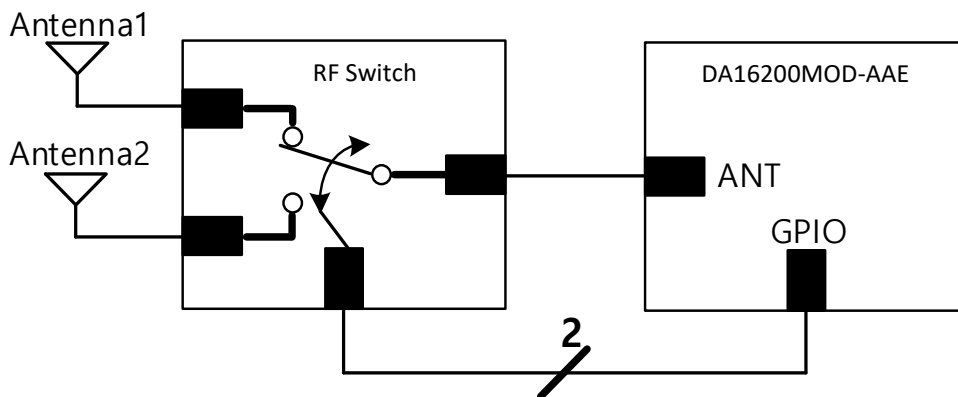 Antenna1
RF Switch
DA16200MOD-AAE
Antenna2
ANT
GPIO
2